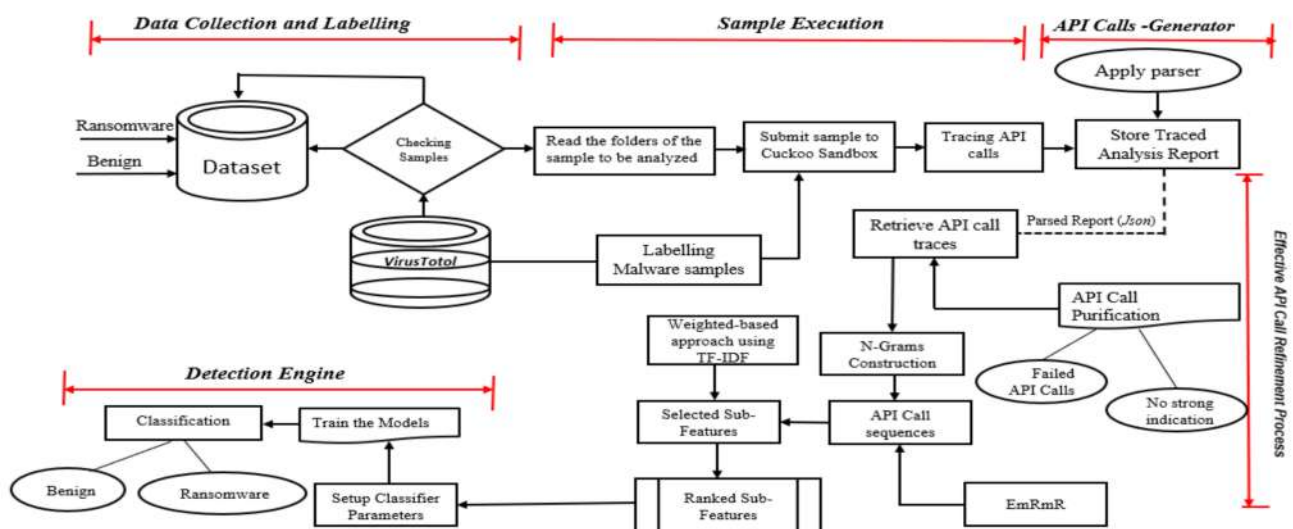 Data Collection and Labelling
Sample Execution
API Calls -Generator
Apply parser
Ransomware
Benign
Dataset
Checking
Samples
Read the folders of the
sample to be analyzed
Submit sample to
Cuckoo Sandbox
Tracing API
calls
Store Traced
Analysis Report
VirusTotol
Labelling
Malware samples
Retrieve API call
traces
Parsed Report (Json)
Effective API Call Refinement Process
API Call
Purification
Weighted-based
approach using
TF-IDF
N-Grams
Construction
Failed
API Calls
No strong
indication
Detection Engine
Classification
Train the Models
Selected Sub-
Features
API Call
sequences
Benign
Ransomware
Setup Classifier
Parameters
Ranked Sub-
Features
EmRmR